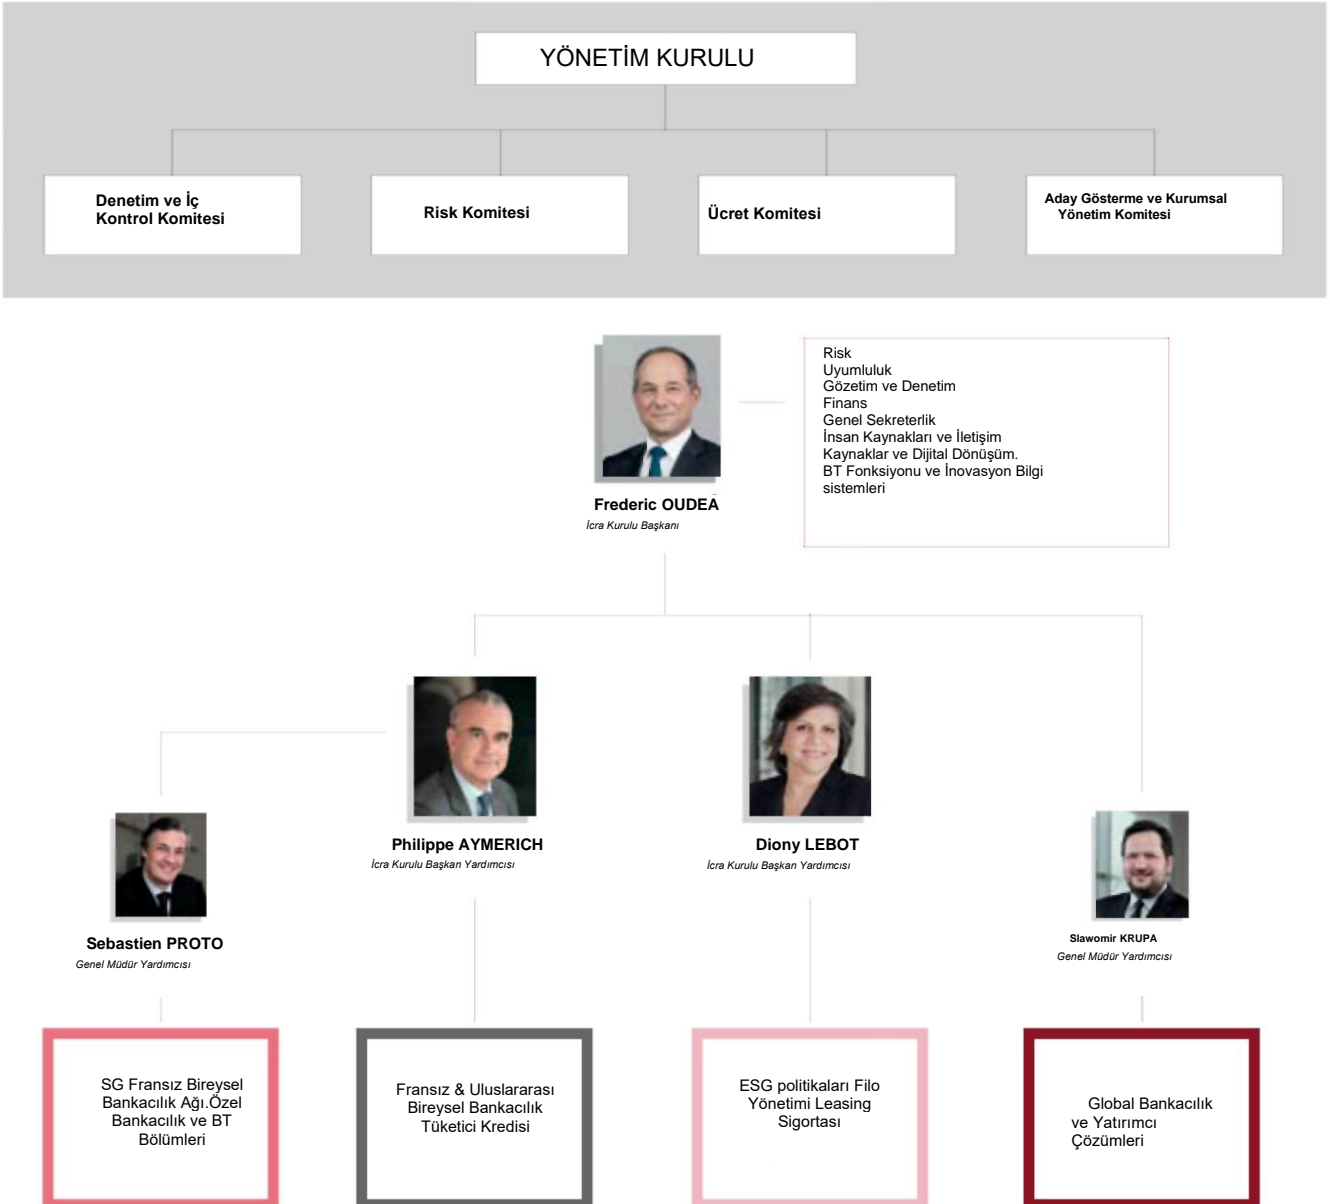 YÖNETİM KURULU
Denetim ve İç
Kontrol Komitesi
Risk Komitesi
Ücret Komitesi
Aday Gösterme ve Kurumsal
Yönetim Komitesi
Risk
Uyumluluk
Gözetim ve Denetim
Finans
Genel Sekreterlik
İnsan Kaynakları ve İletişim
Kaynaklar ve Dijital Dönüşüm.
BT Fonksiyonu ve İnovasyon Bilgi
sistemleri
Frederic OUDEÃ
İcra Kurulu Başkanı
Philippe AYMERICH
İcra Kurulu Başkan Yardımcısı
Diony LEBOT
İcra Kurulu Başkan Yardımcısı
Sebastien PROTO
Genel Müdür Yardımcısı
Slawomir KRUPA
Genel Müdür Yardımcısı
SG Fransız Bireysel
Bankacılık Ağı.Özel
Bankacılık ve BT
Bölümleri
Fransız & Uluslararası
Bireysel Bankacılık
Tüketici Kredisi
ESG politikaları Filo
Yönetimi Leasing
Sigortası
Global Bankacılık
ve Yatırımcı
Çözümleri